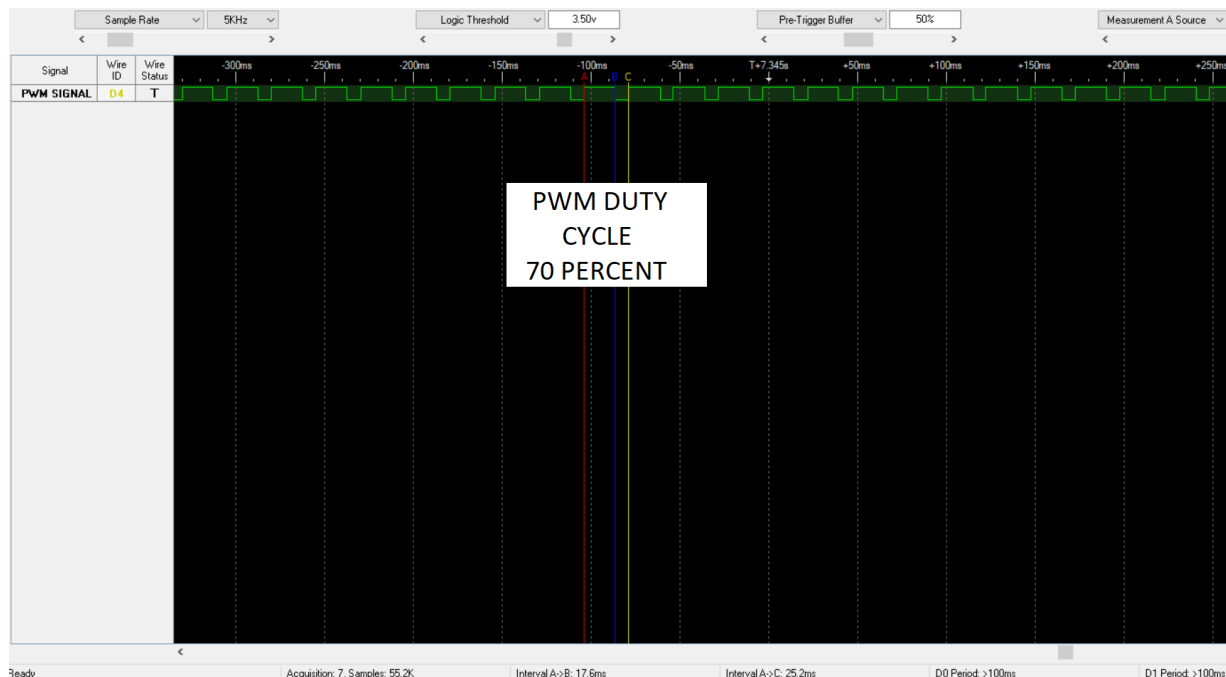 Sample Rate 5KHz Logic Threshold 3.50v Pre-Trigger Buffer 50% Measurement A Source
Signal Wire ID Wire Status -300ms -250ms -200ms -150ms -100ms -50ms T+7.345s +50ms +100ms +150ms +200ms +250ms
A B C
PWM SIGNAL D4 T
PWM DUTY
CYCLE
70 PERCENT
Ready Acquisition: 7, Samples: 55.2K Interval A->B: 17.6ms Interval A->C: 25.2ms D0 Period: >100ms D1 Period: >100ms